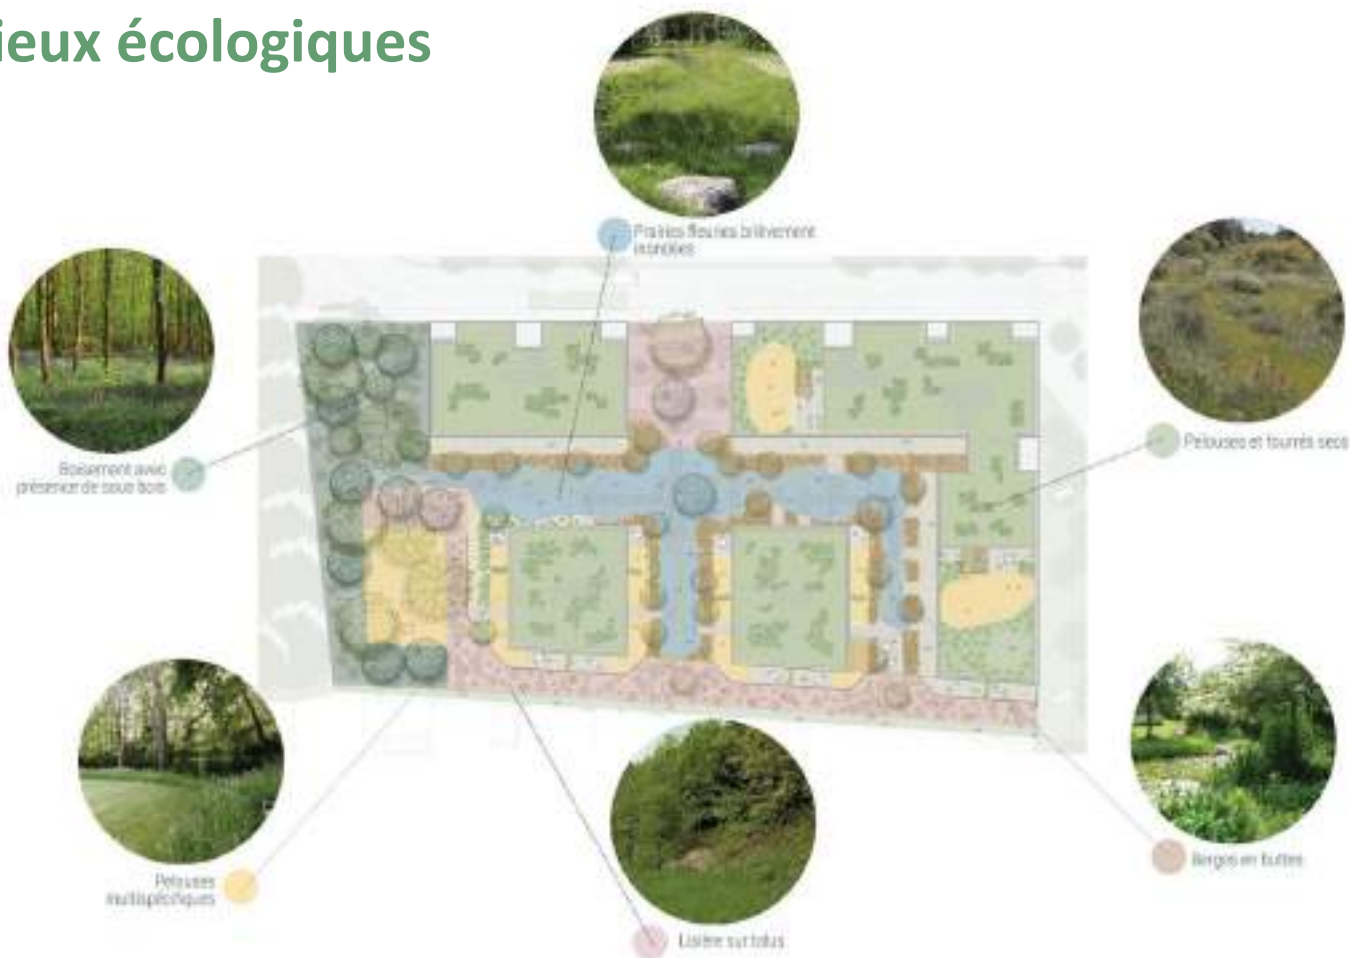 ieux écologiques
Prairies fleuries brièvement
inondées
Boisement avec
présence de sous bois
Pelouses et fourrés secs
Pelouses
multispécifiques
Berges en buttes
Lisière sur talus